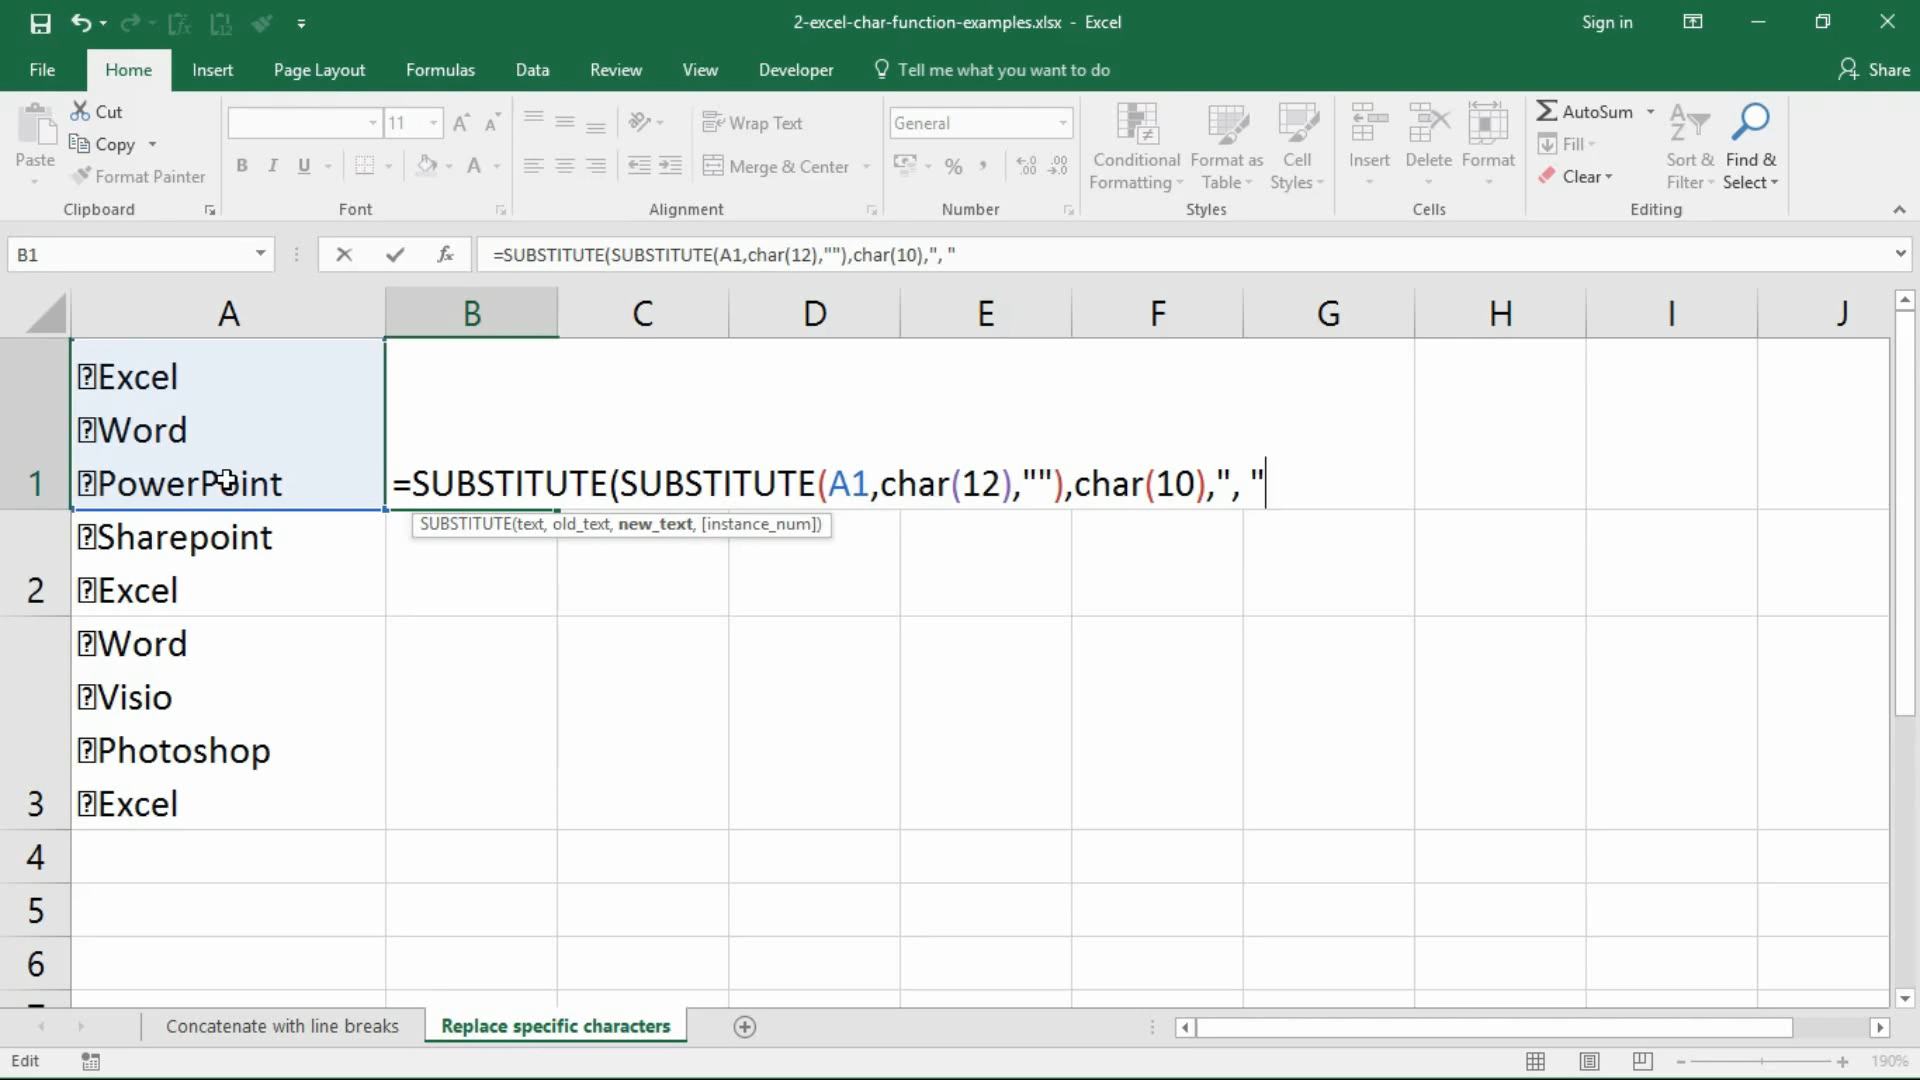 2-excel-char-function-examples.xlsx - Excel
Sign in
File Home Insert Page Layout Formulas Data Review View Developer Tell me what you want to do Share
Paste
Cut
Copy
Format Painter
Clipboard
11
B I U
A A A
Font
Wrap Text
Merge & Center
Alignment
General
% ,
Number
Conditional Formatting
Format as Table
Cell Styles
Styles
Insert Delete Format
Cells
AutoSum
Fill
Clear
Sort & Filter
Find & Select
Editing
B1
fx
=SUBSTITUTE(SUBSTITUTE(A1,char(12),""),char(10),", "
A B C D E F G H I J
1
Excel
Word
PowerPoint
=SUBSTITUTE(SUBSTITUTE(A1,char(12),""),char(10),", "
SUBSTITUTE(text, old_text, new_text, [instance_num])
2
Sharepoint
Excel
3
Word
Visio
Photoshop
Excel
4
5
6
Concatenate with line breaks Replace specific characters
Edit
190%